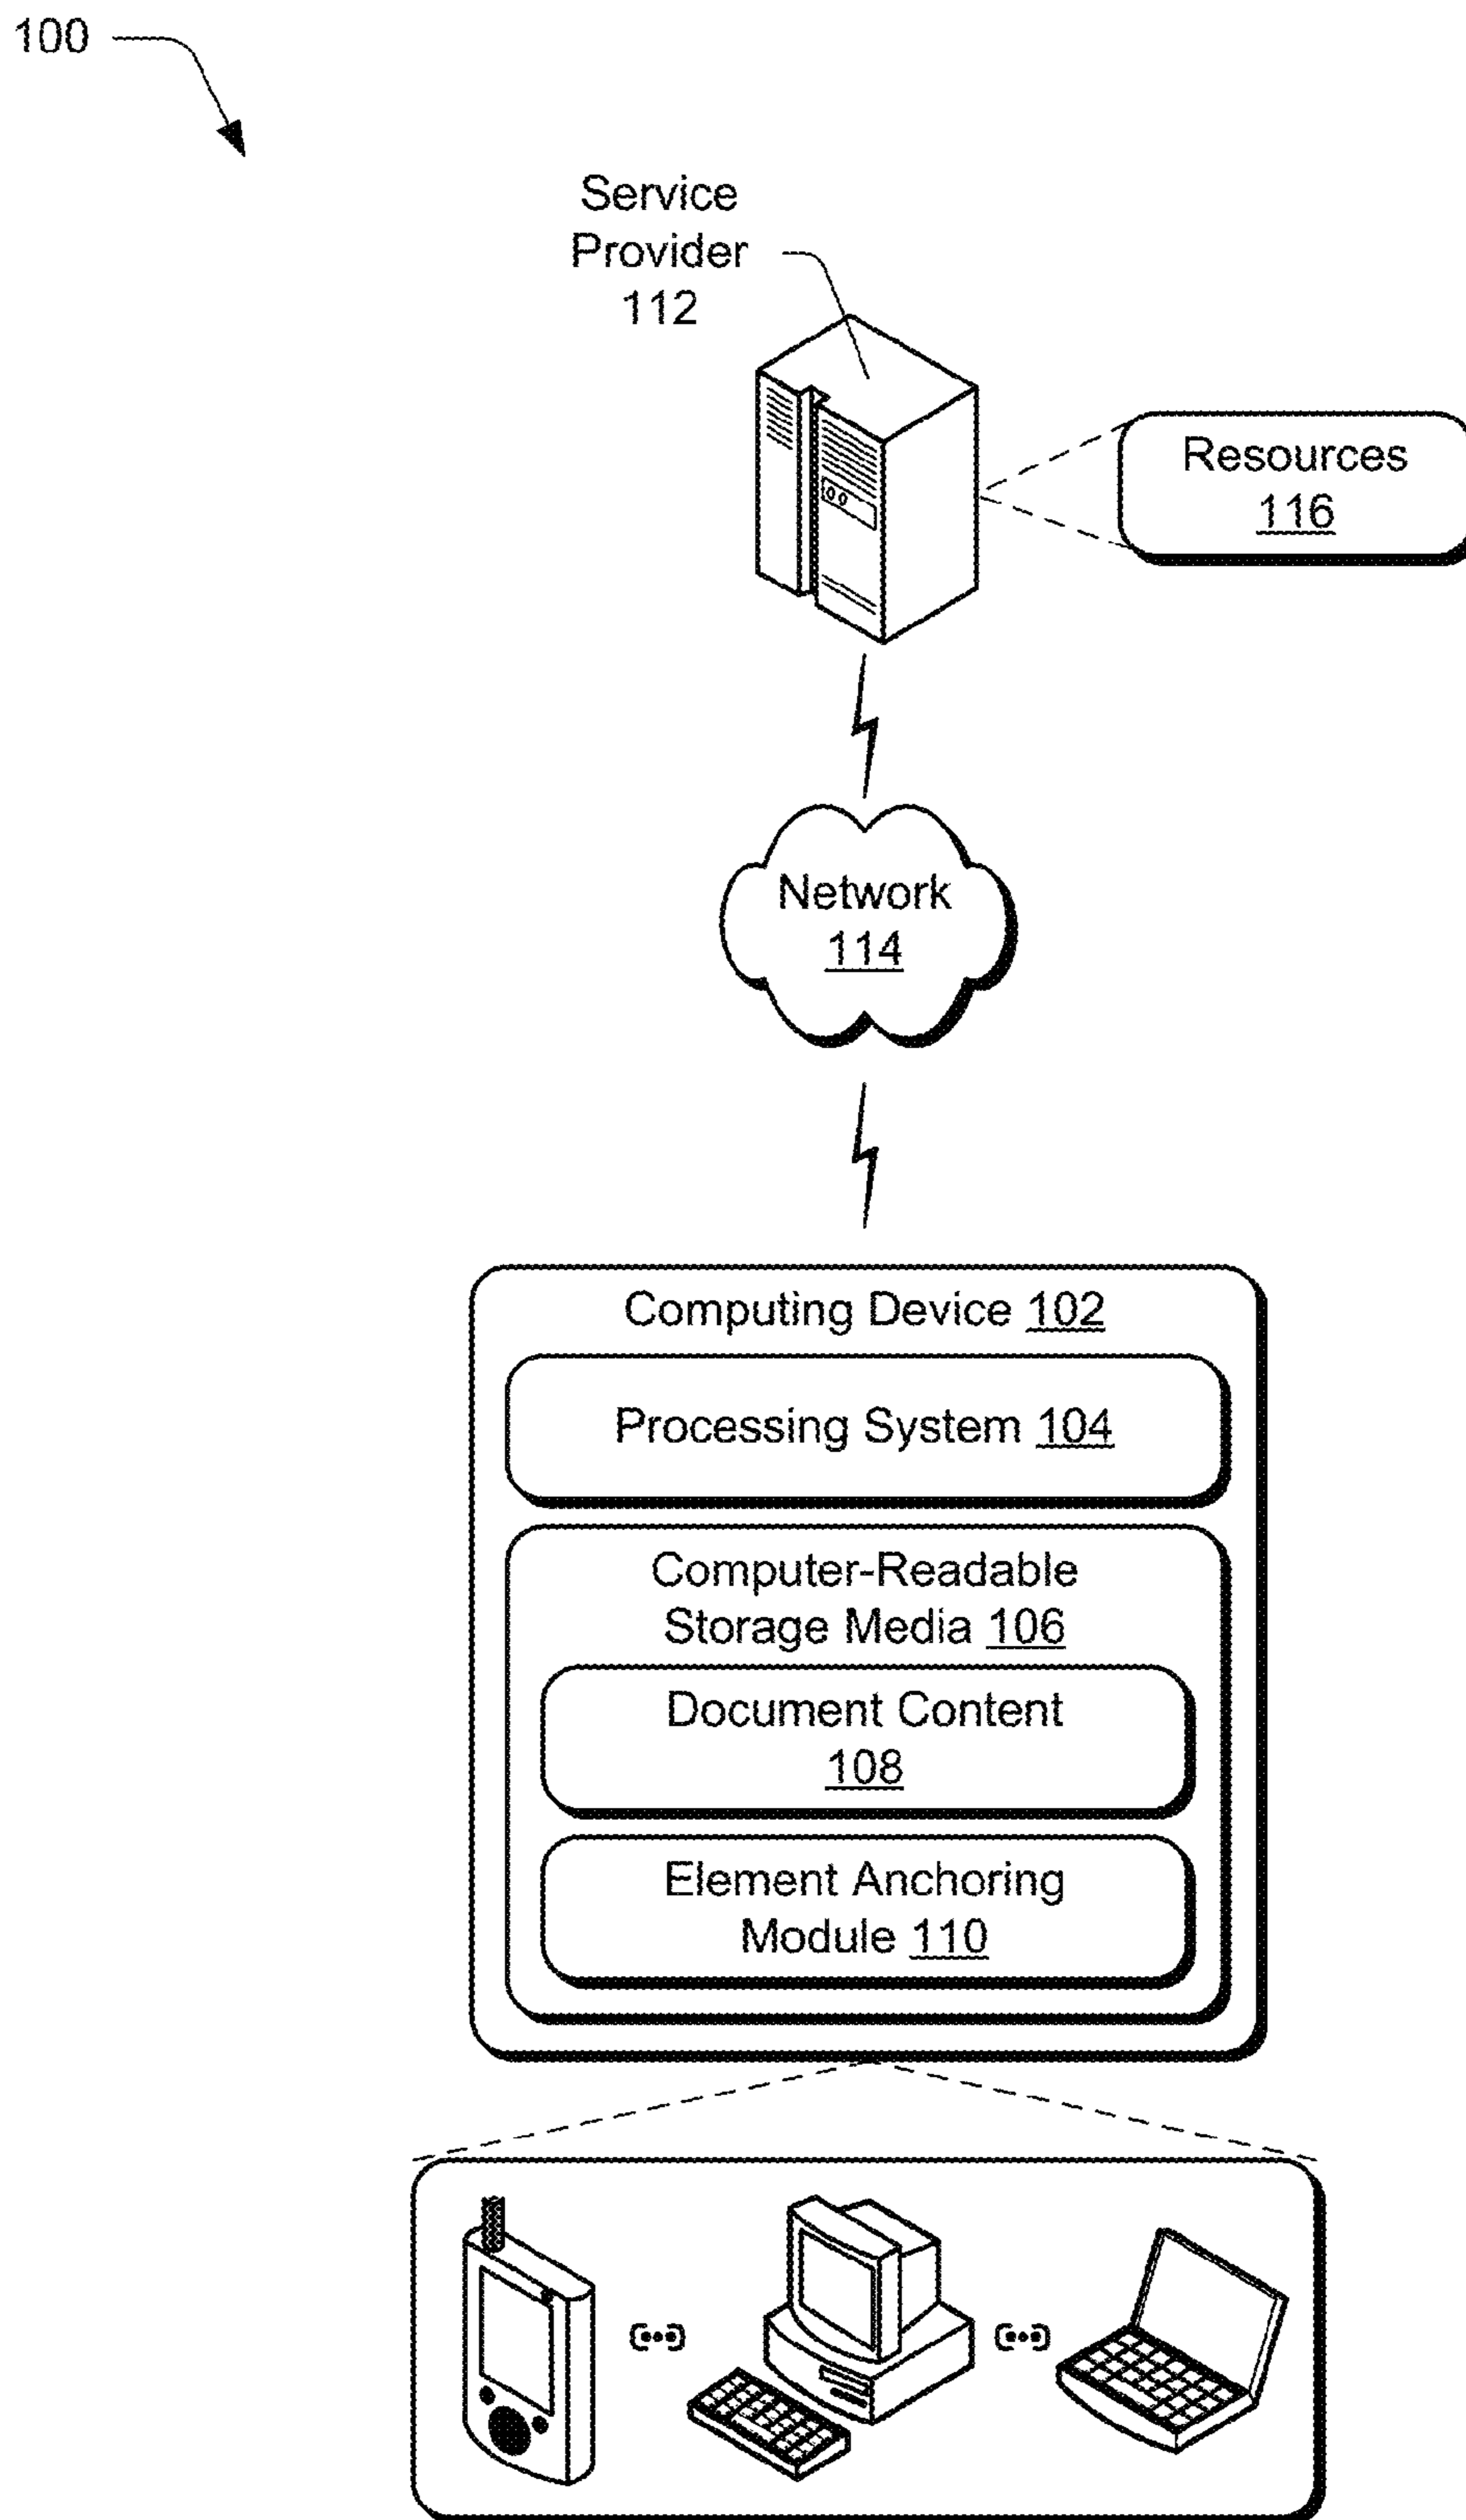 100
Service
Provider
112
Resources
116
Network
114
Computing Device 102
Processing System 104
Computer-Readable
Storage Media 106
Document Content
108
Element Anchoring
Module 110